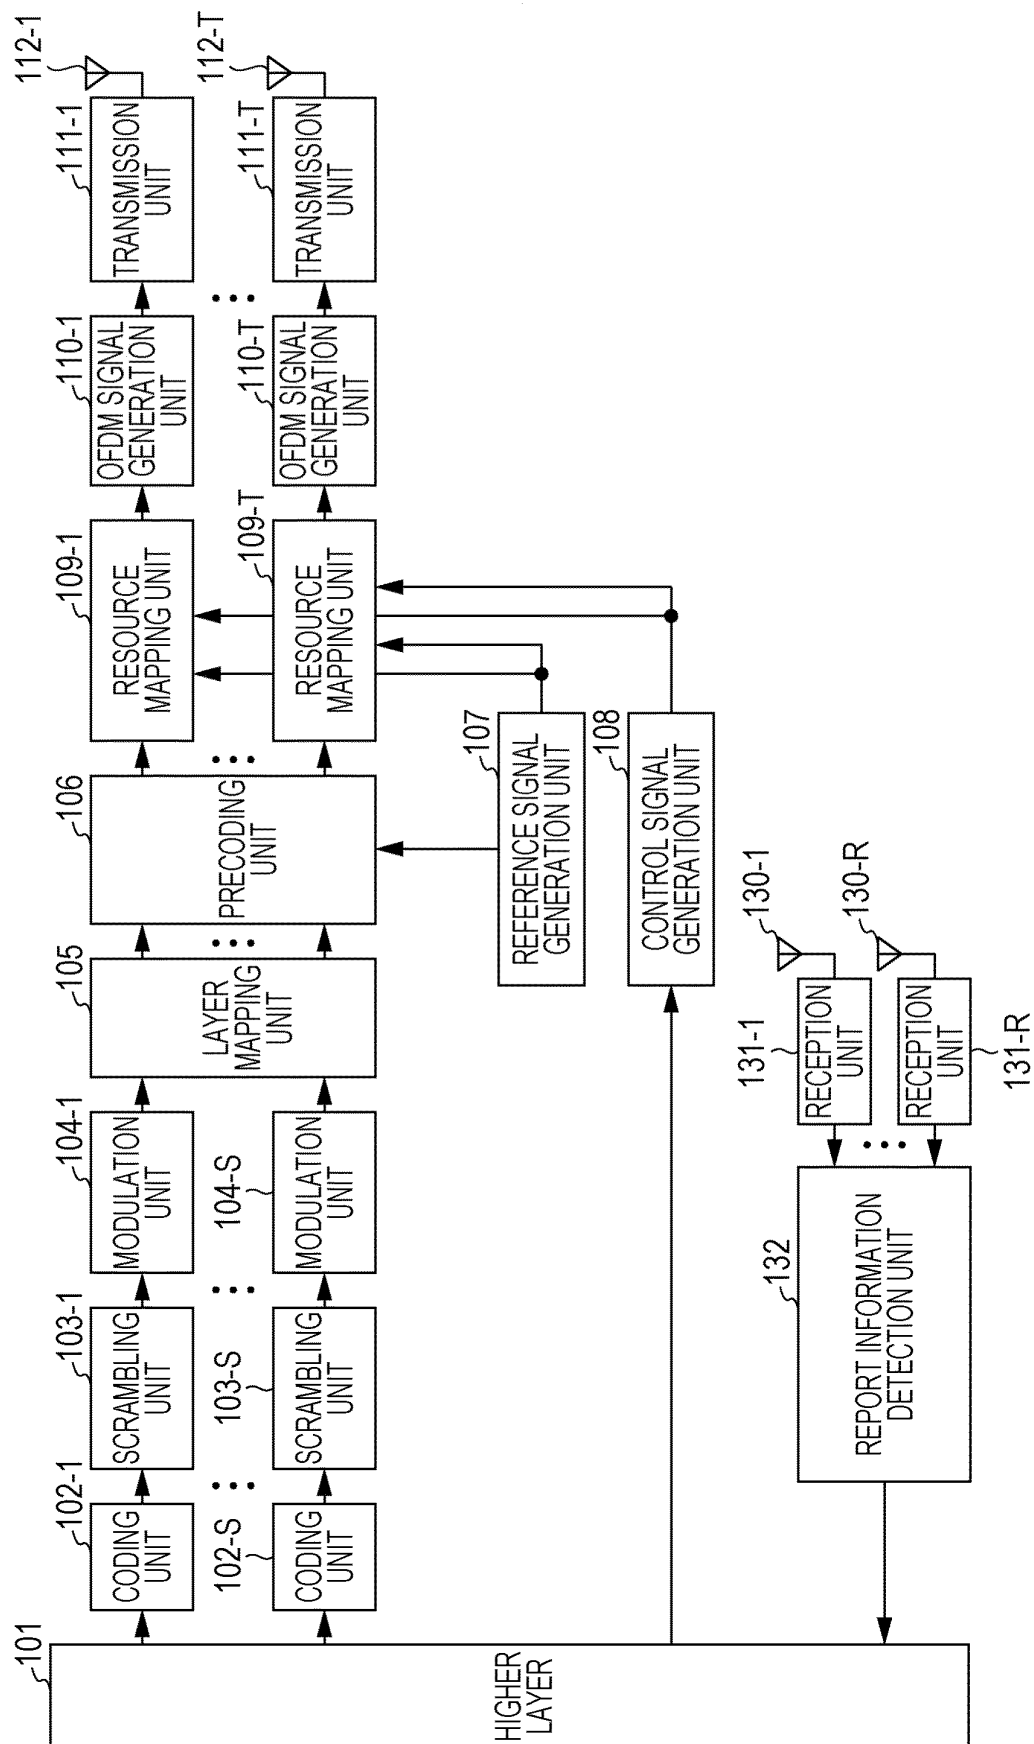 101
HIGHER
LAYER
102-1
CODING
UNIT
102-S
CODING
UNIT
103-1
SCRAMBLING
UNIT
103-S
SCRAMBLING
UNIT
104-1
MODULATION
UNIT
104-S
MODULATION
UNIT
105
LAYER
MAPPING
UNIT
106
PRECODING
UNIT
107
REFERENCE SIGNAL
GENERATION UNIT
108
CONTROL SIGNAL
GENERATION UNIT
109-1
RESOURCE
MAPPING UNIT
109-T
RESOURCE
MAPPING UNIT
110-1
OFDM SIGNAL
GENERATION
UNIT
110-T
OFDM SIGNAL
GENERATION
UNIT
111-1
TRANSMISSION
UNIT
111-T
TRANSMISSION
UNIT
112-1
112-T
130-1
130-R
131-1
RECEPTION
UNIT
RECEPTION
UNIT
131-R
132
REPORT INFORMATION
DETECTION UNIT